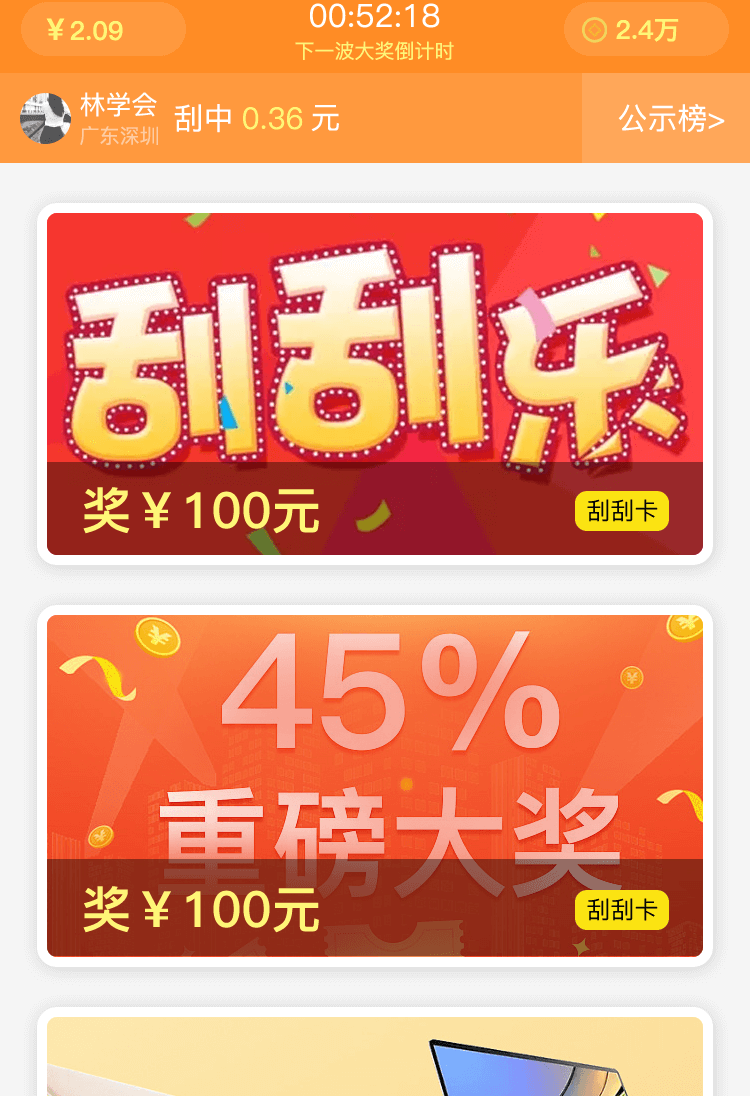 ¥2.09
00:52:18
2.4万
下一波大奖倒计时
林学会
广东深圳
刮中 0.36 元
公示榜>
刮刮乐
奖￥100元
刮刮卡
45%
重磅大奖
奖￥100元
刮刮卡